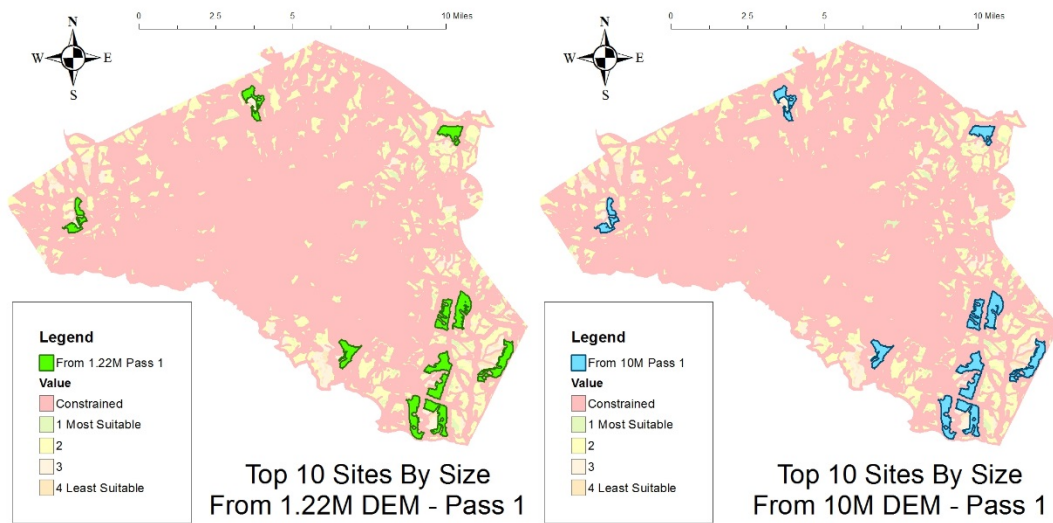 0 2.5 5 10 Miles
N
W E
S
Legend
From 1.22M Pass 1
Value
Constrained
1 Most Suitable
2
3
4 Least Suitable
Top 10 Sites By Size
From 1.22M DEM - Pass 1
0 2.5 5 10 Miles
N
W E
S
Legend
From 10M Pass 1
Value
Constrained
1 Most Suitable
2
3
4 Least Suitable
Top 10 Sites By Size
From 10M DEM - Pass 1